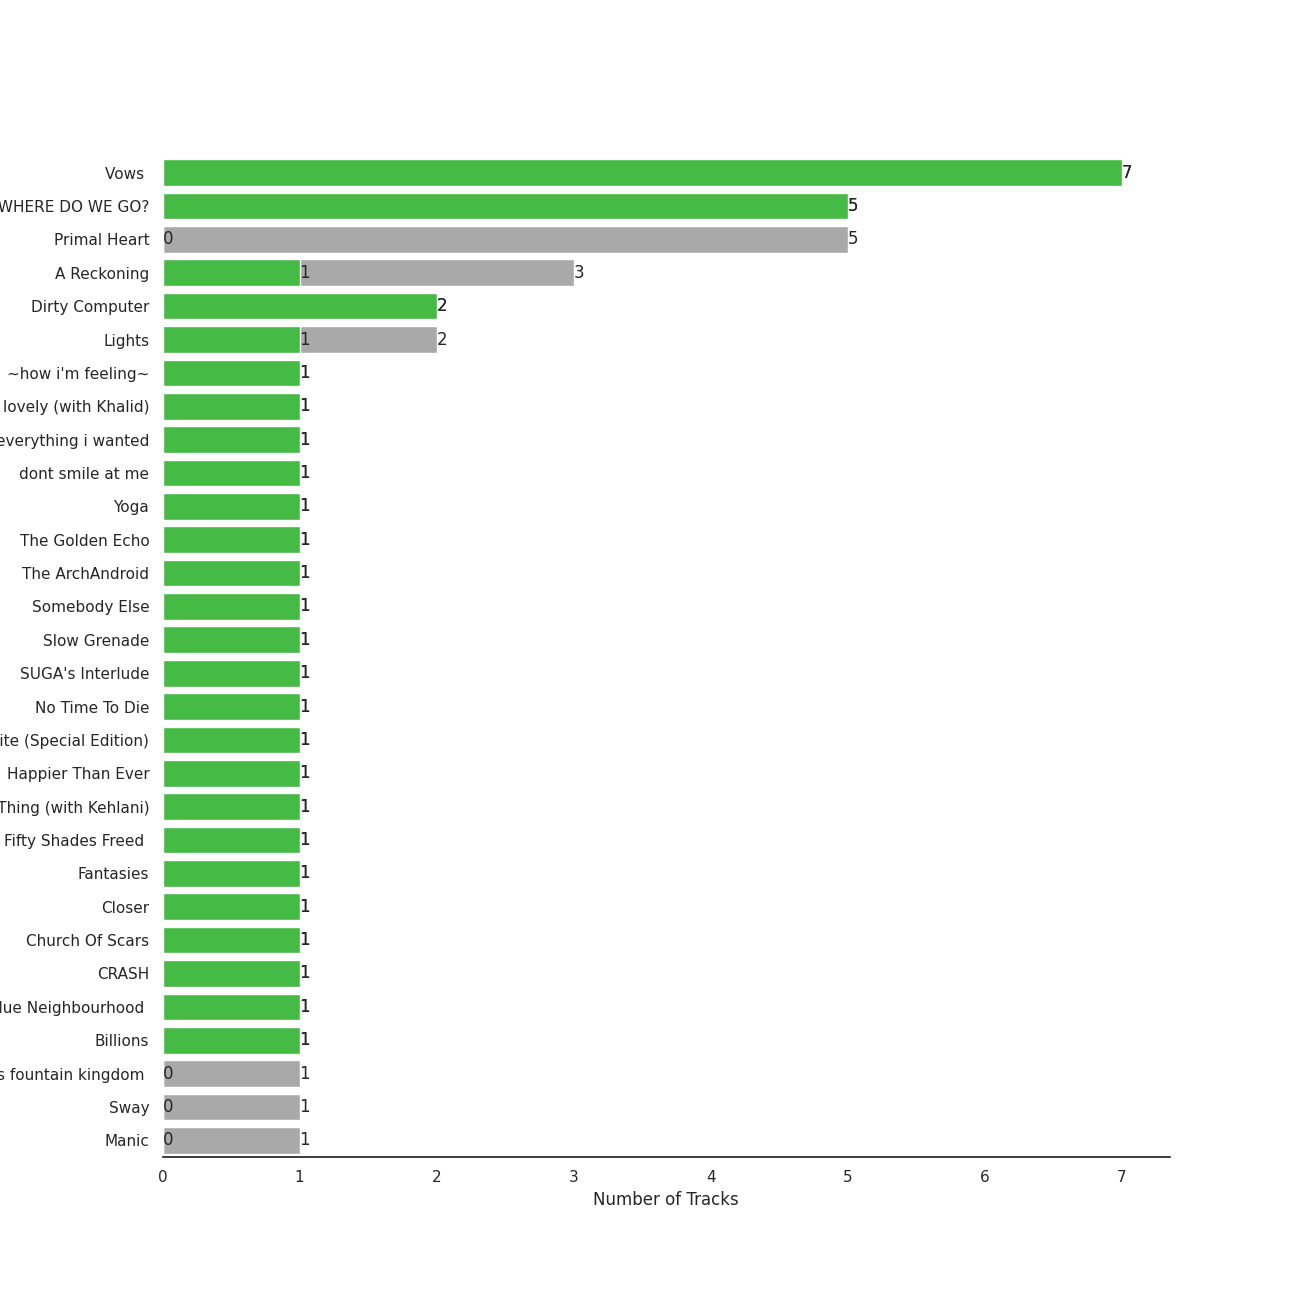 Vows 7
WHERE DO WE GO? 5
Primal Heart 0 5
A Reckoning 1 3
Dirty Computer 2
Lights 1 2
~how i'm feeling~ 1
lovely (with Khalid) 1
everything i wanted 1
dont smile at me 1
Yoga 1
The Golden Echo 1
The ArchAndroid 1
Somebody Else 1
Slow Grenade 1
SUGA's Interlude 1
No Time To Die 1
(Special Edition) 1
Happier Than Ever 1
Thing (with Kehlani) 1
Fifty Shades Freed 1
Fantasies 1
Closer 1
Church Of Scars 1
CRASH 1
Neighbourhood 1
Billions 1
fountain kingdom 0 1
Sway 0 1
Manic 0 1
0 1 2 3 4 5 6 7
Number of Tracks